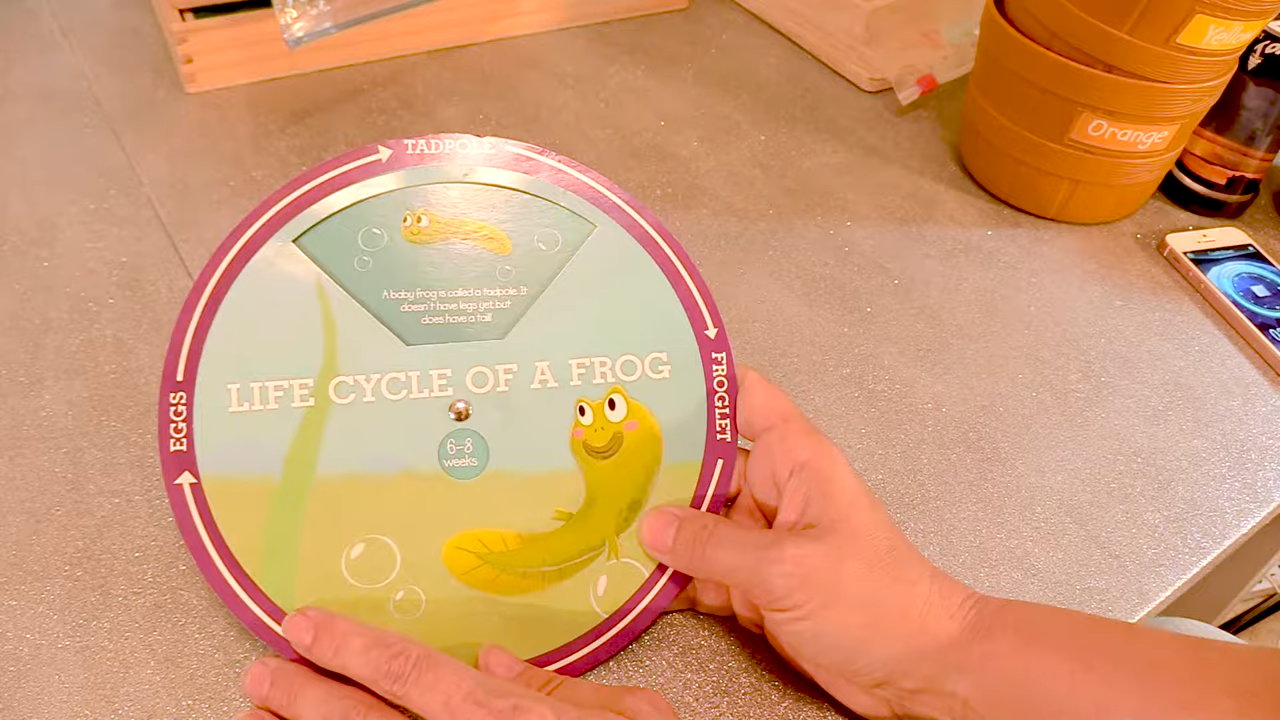 TADPOLE
A baby frog is called a tadpole. It
doesn't have legs yet but
does have a tail!
LIFE CYCLE OF A FROG
6-8
weeks
EGGS
FROGLET
Yellow
Orange